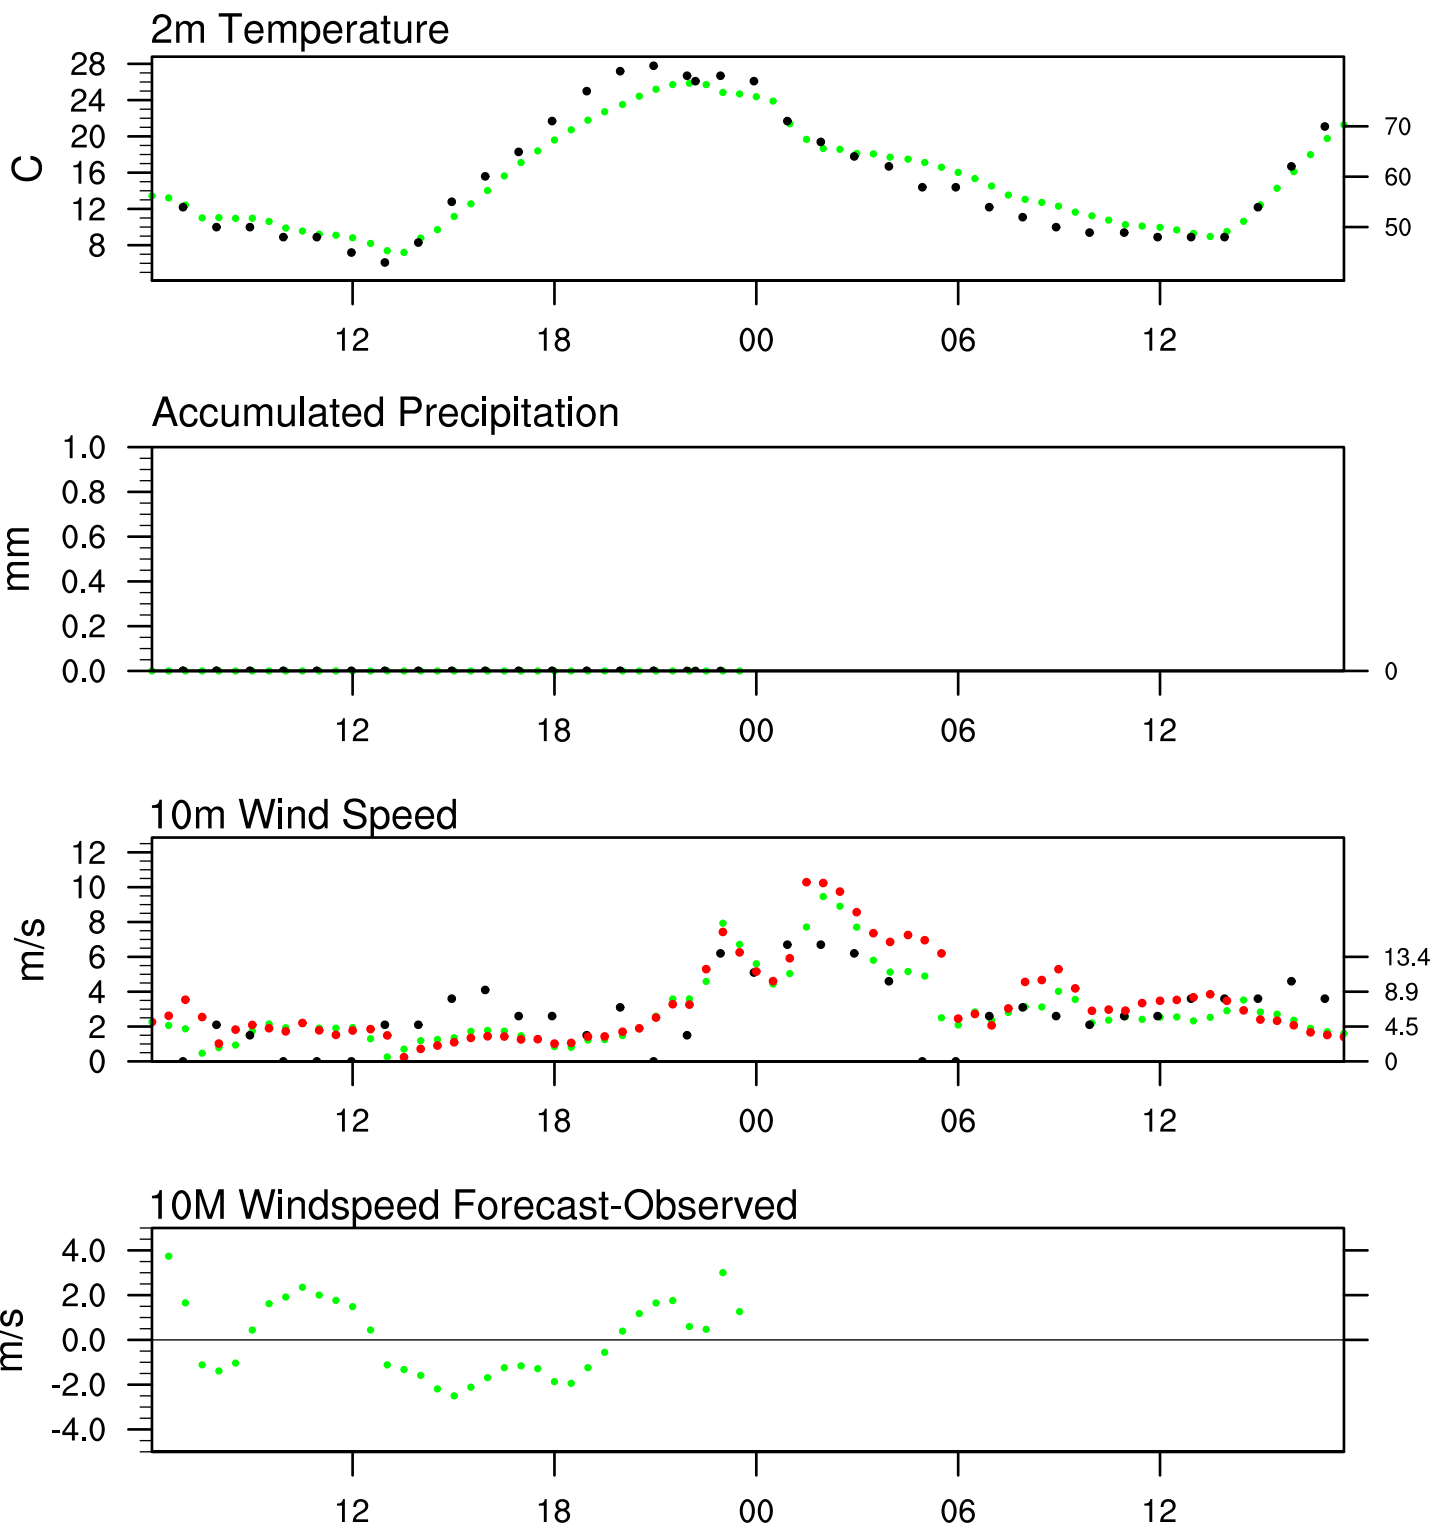 2m Temperature
28
24
20
16
12
8
C
70
60
50
12 18 00 06 12
Accumulated Precipitation
1.0
0.8
0.6
0.4
0.2
0.0
mm
0
12 18 00 06 12
10m Wind Speed
12
10
8
6
4
2
0
m/s
13.4
8.9
4.5
0
12 18 00 06 12
10M Windspeed Forecast-Observed
4.0
2.0
0.0
-2.0
-4.0
m/s
12 18 00 06 12